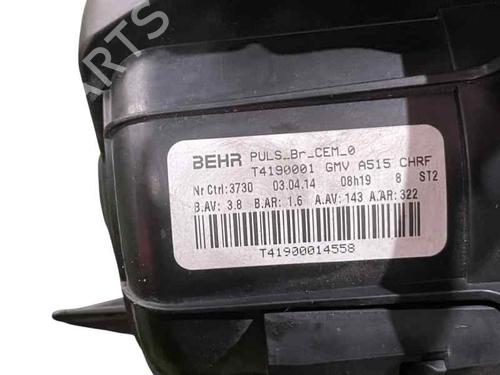 BEHR PULS_Br_CEM_0
T4190001 GMV A515 CHRF
Nr Ctrl:3730 03.04.14 08h19 8 ST2
B.AV: 3.8 B.AR: 1.6 A.AV: 143 A.AR: 322
T41900014558
B-PARTS